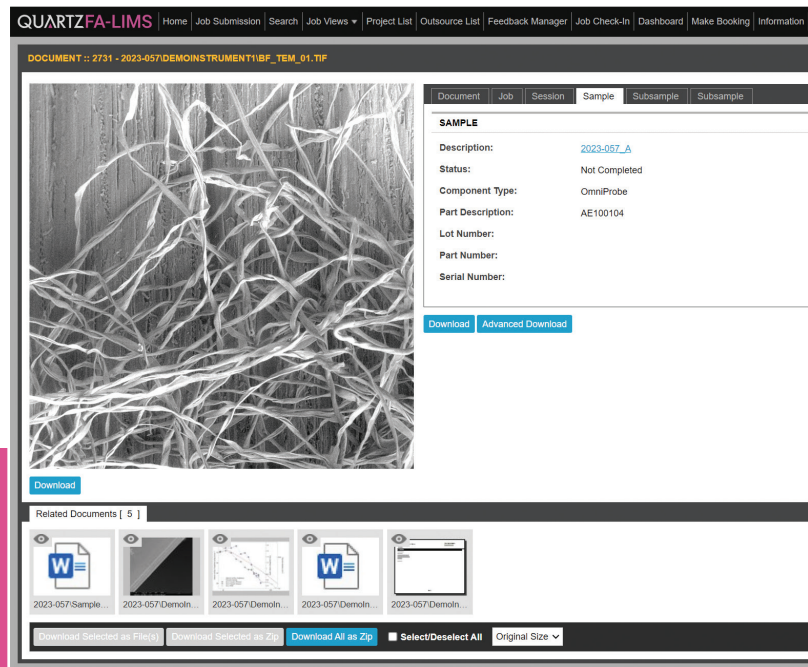 QUARTZFA-LIMS Home Job Submission Search Job Views Project List Outsource List Feedback Manager Job Check-In Dashboard Make Booking Information
DOCUMENT :: 2731 - 2023-057\DEMOINSTRUMENT1\BF_TEM_01.TIF
Document Job Session Sample Subsample Subsample
SAMPLE
Description: 2023-057_A
Status: Not Completed
Component Type: OmniProbe
Part Description: AE100104
Lot Number:
Part Number:
Serial Number:
Download Advanced Download
Download
Related Documents [ 5 ]
W W
2023-057\Sample... 2023-057\DemoIn... 2023-057\DemoIn... 2023-057\DemoIn... 2023-057\DemoIn...
Download Selected as File(s) Download Selected as Zip Download All as Zip Select/Deselect All Original Size